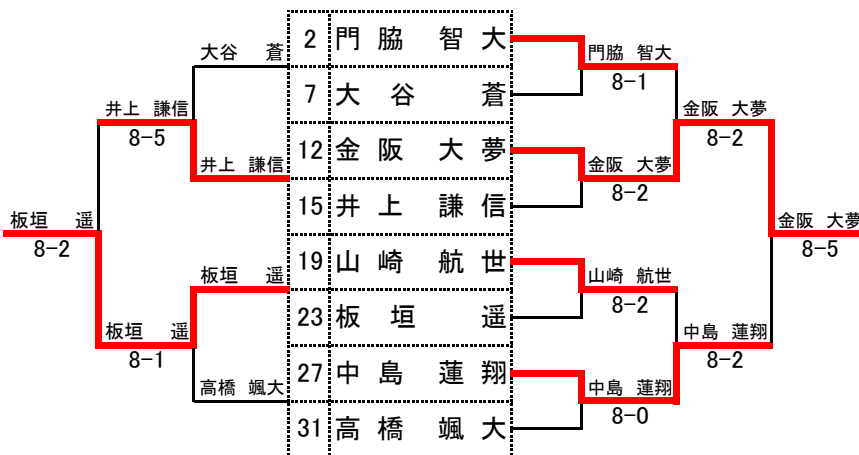 2 門脇 智大
7 大谷 蒼
12 金阪 大夢
15 井上 謙信
19 山崎 航世
23 板垣 遥
27 中島 蓮翔
31 高橋 颯大
大谷 蒼
井上 謙信
8-5
井上 謙信
板垣 遥
8-2
板垣 遥
板垣 遥
8-1
高橋 颯大
門脇 智大
8-1
金阪 大夢
8-2
金阪 大夢
8-2
金阪 大夢
8-5
山崎 航世
8-2
中島 蓮翔
8-2
中島 蓮翔
8-0